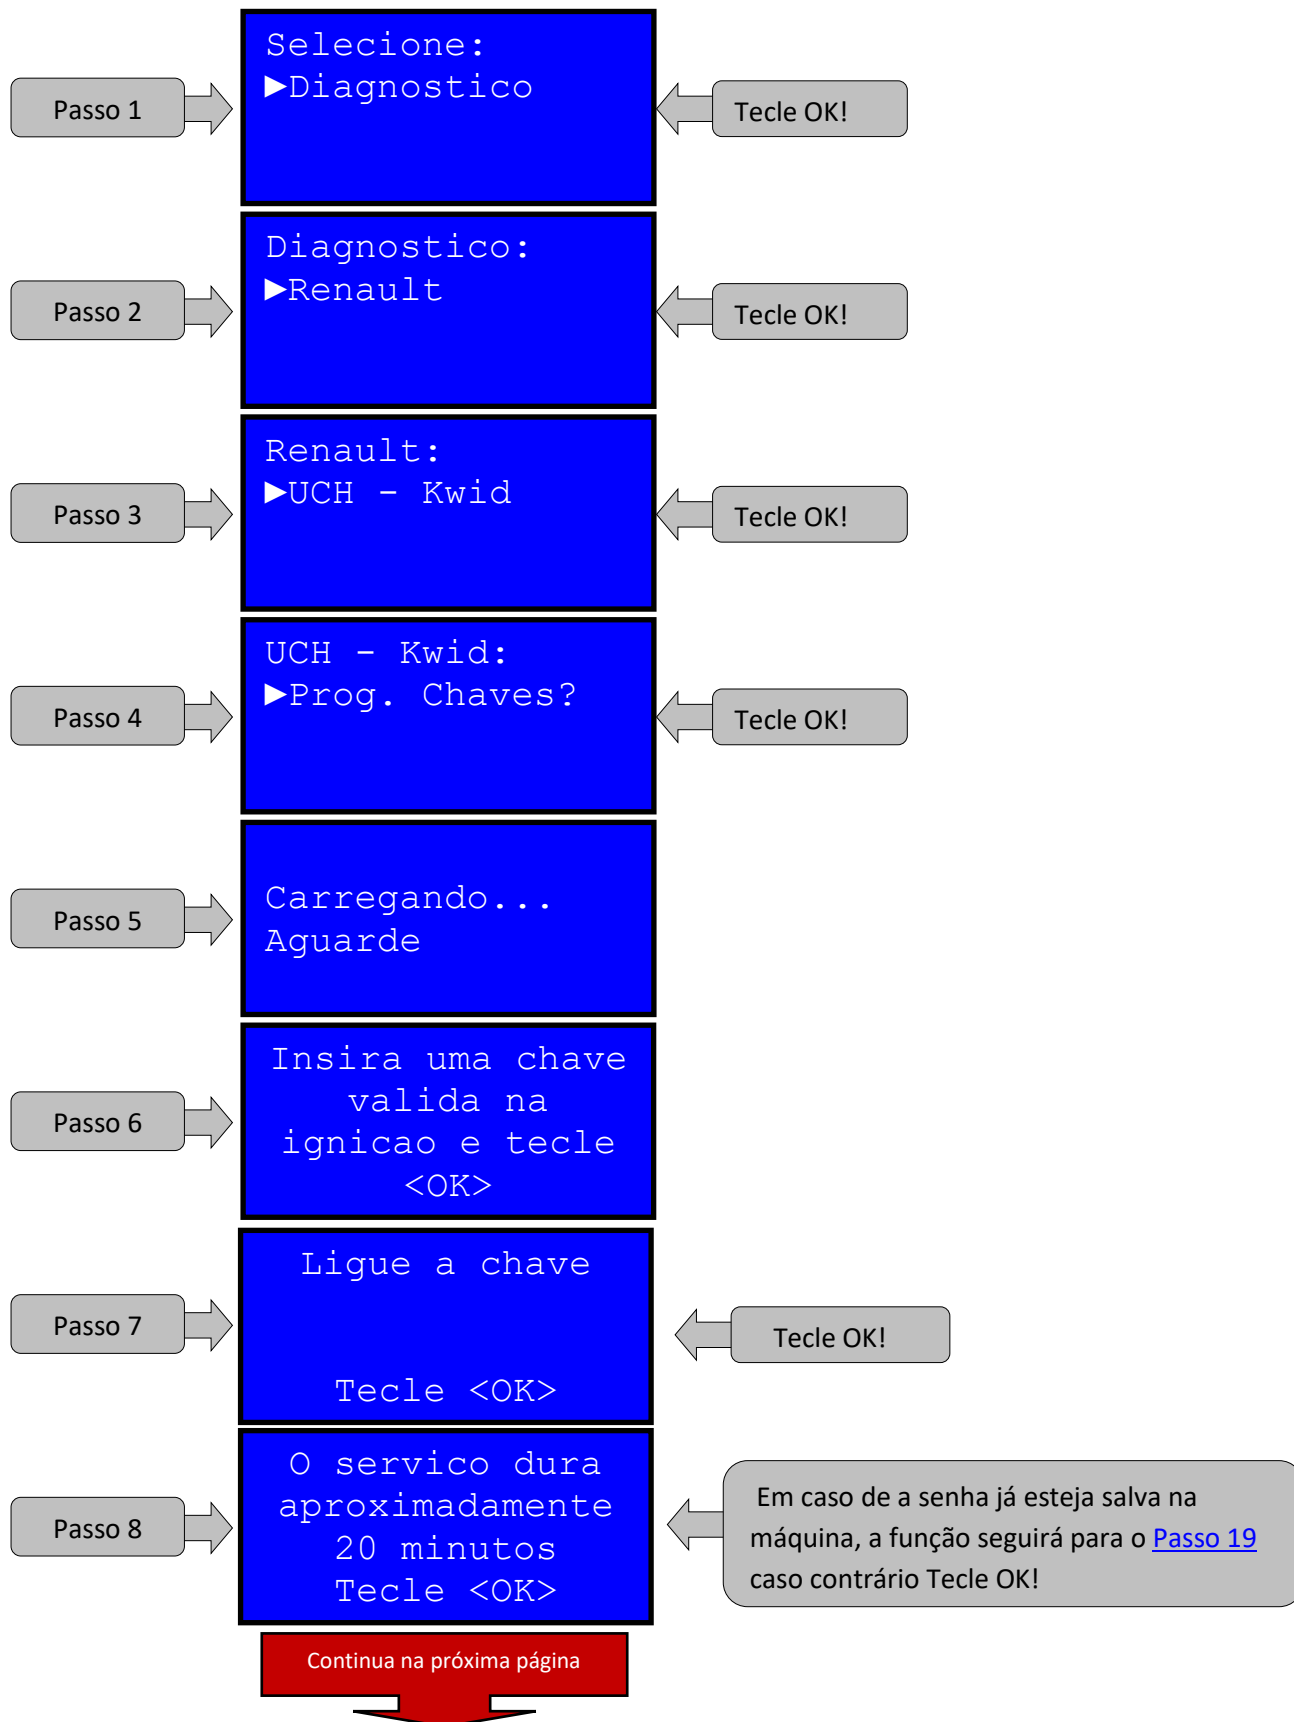 Selecione:
►Diagnostico
Passo 1
Tecle OK!
Diagnostico:
►Renault
Passo 2
Tecle OK!
Renault:
►UCH - Kwid
Passo 3
Tecle OK!
UCH - Kwid:
►Prog. Chaves?
Passo 4
Tecle OK!
Carregando...
Aguarde
Passo 5
Insira uma chave
valida na
ignicao e tecle
<OK>
Passo 6
Ligue a chave
Tecle <OK>
Passo 7
Tecle OK!
O servico dura
aproximadamente
20 minutos
Tecle <OK>
Passo 8
Em caso de a senha já esteja salva na
máquina, a função seguirá para o Passo 19
caso contrário Tecle OK!
Continua na próxima página